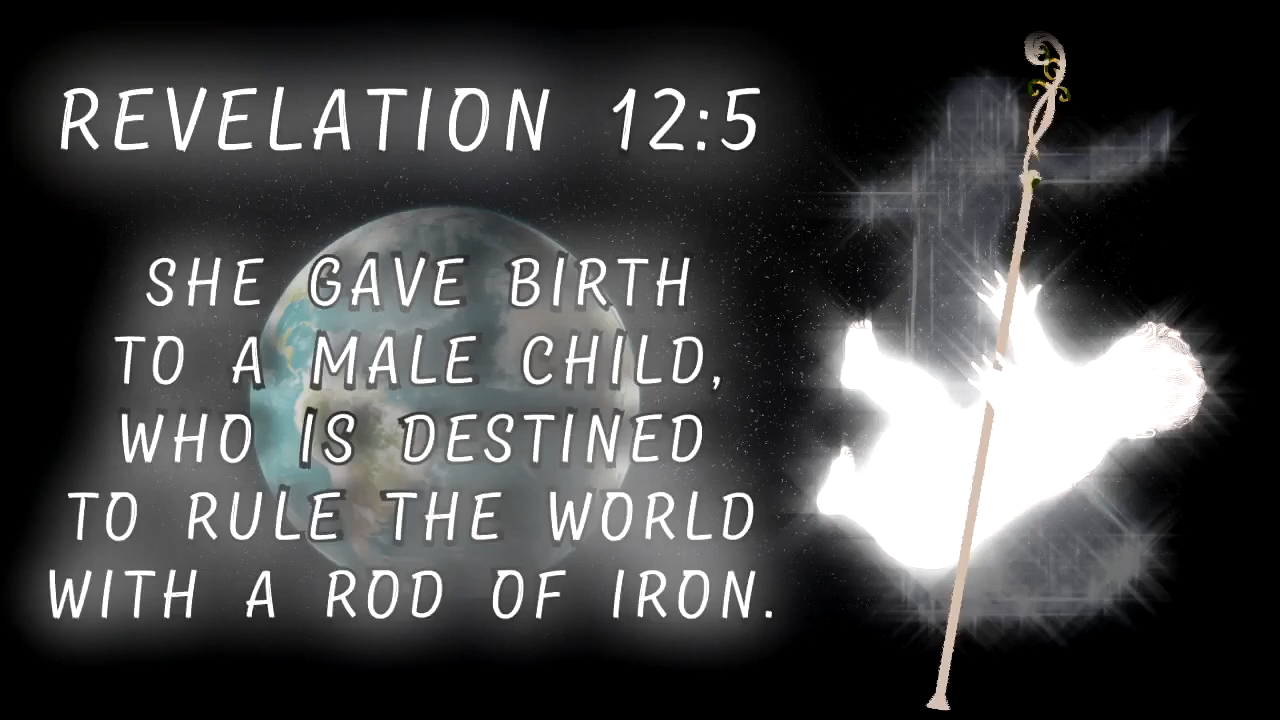 REVELATION 12:5
SHE GAVE BIRTH
TO A MALE CHILD,
WHO IS DESTINED
TO RULE THE WORLD
WITH A ROD OF IRON.